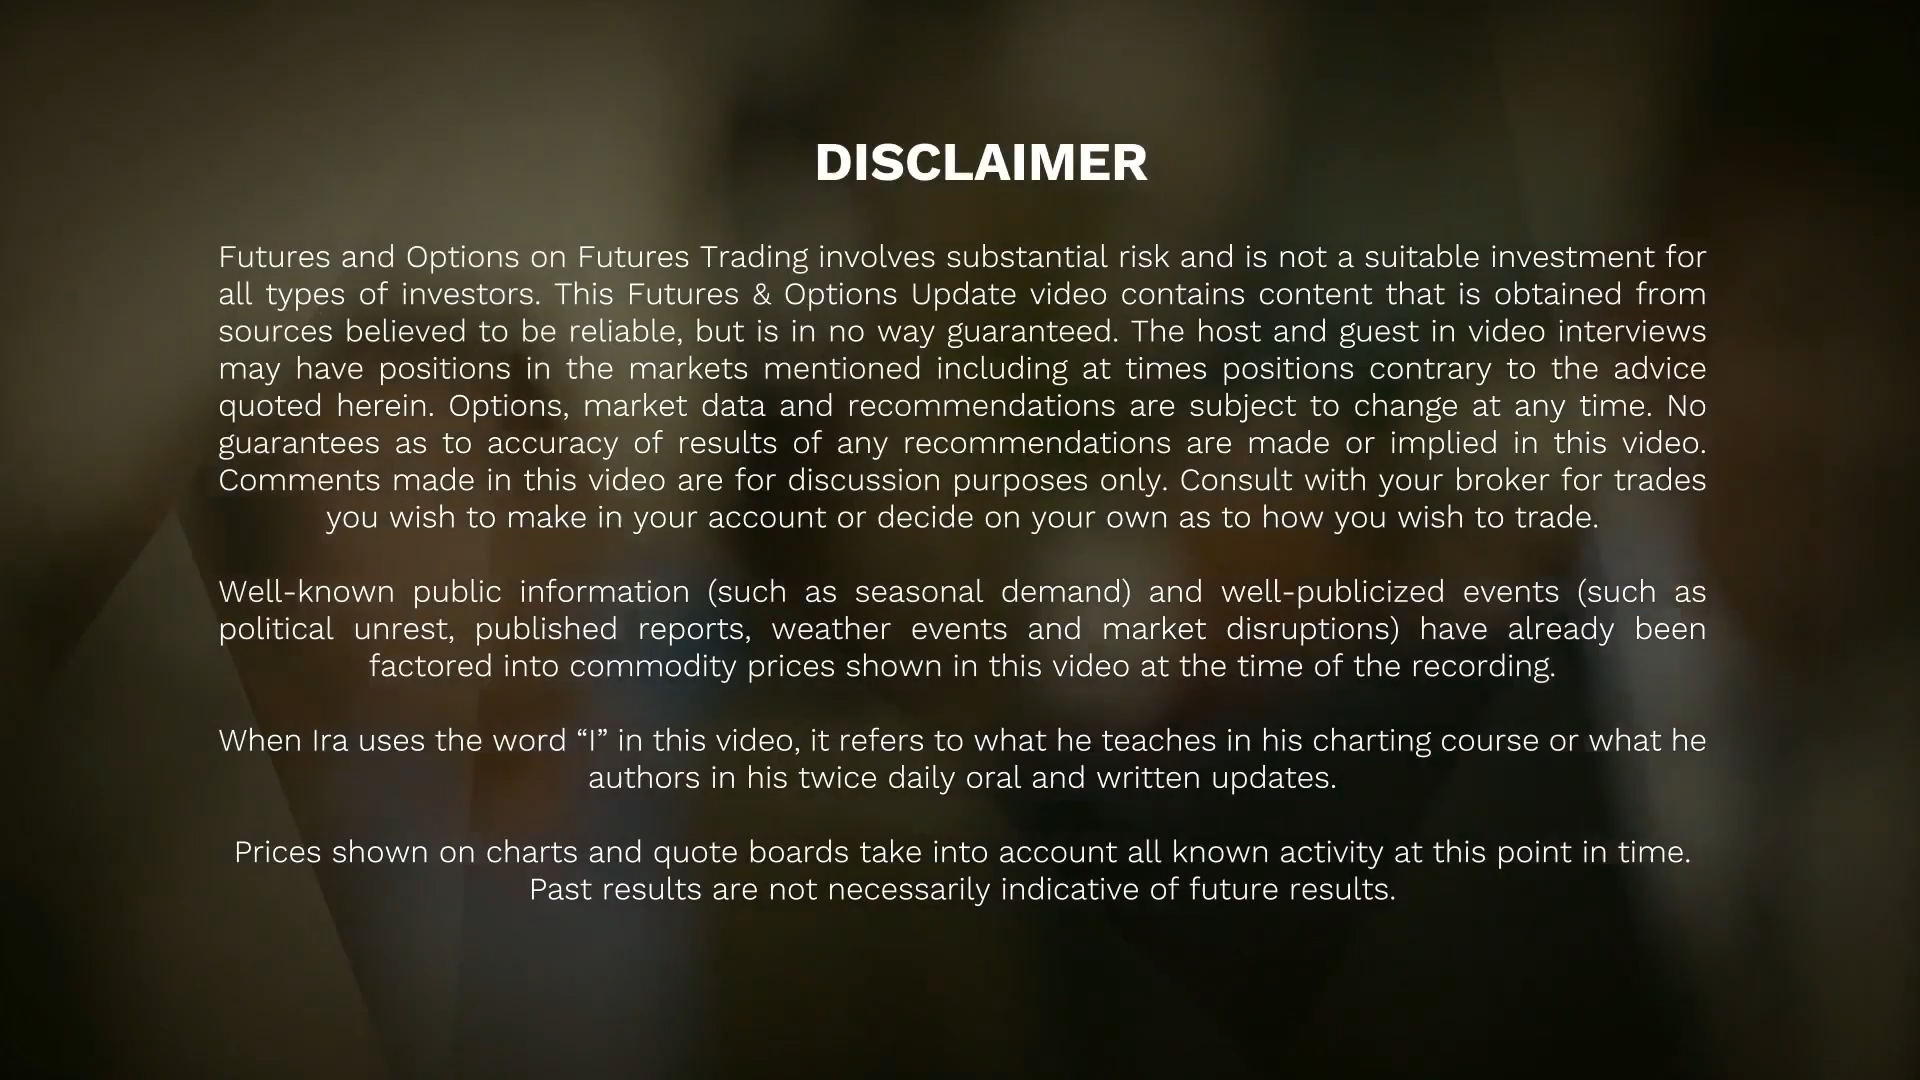 DISCLAIMER
Futures and Options on Futures Trading involves substantial risk and is not a suitable investment for
all types of investors. This Futures & Options Update video contains content that is obtained from
sources believed to be reliable, but is in no way guaranteed. The host and guest in video interviews
may have positions in the markets mentioned including at times positions contrary to the advice
quoted herein. Options, market data and recommendations are subject to change at any time. No
guarantees as to accuracy of results of any recommendations are made or implied in this video.
Comments made in this video are for discussion purposes only. Consult with your broker for trades
you wish to make in your account or decide on your own as to how you wish to trade.
Well-known public information (such as seasonal demand) and well-publicized events (such as
political unrest, published reports, weather events and market disruptions) have already been
factored into commodity prices shown in this video at the time of the recording.
When Ira uses the word “I” in this video, it refers to what he teaches in his charting course or what he
authors in his twice daily oral and written updates.
Prices shown on charts and quote boards take into account all known activity at this point in time.
Past results are not necessarily indicative of future results.